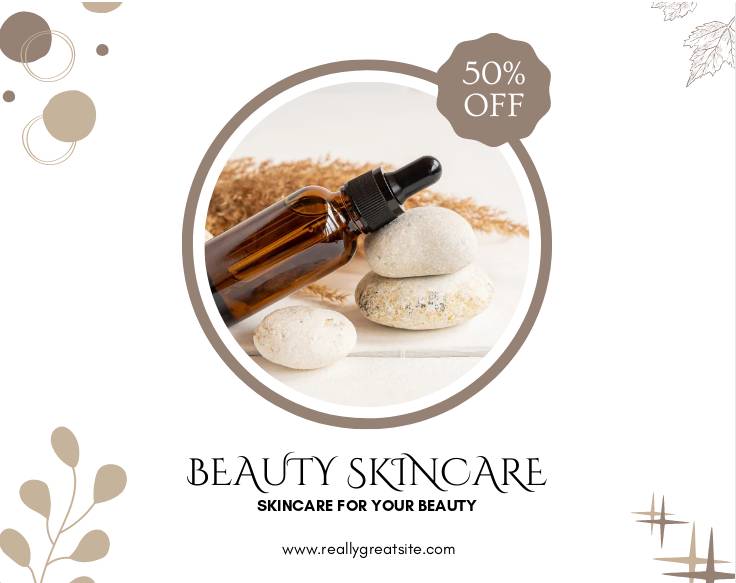 50%
OFF
BEAUTY SKINCARE
SKINCARE FOR YOUR BEAUTY
www.reallygreatsite.com